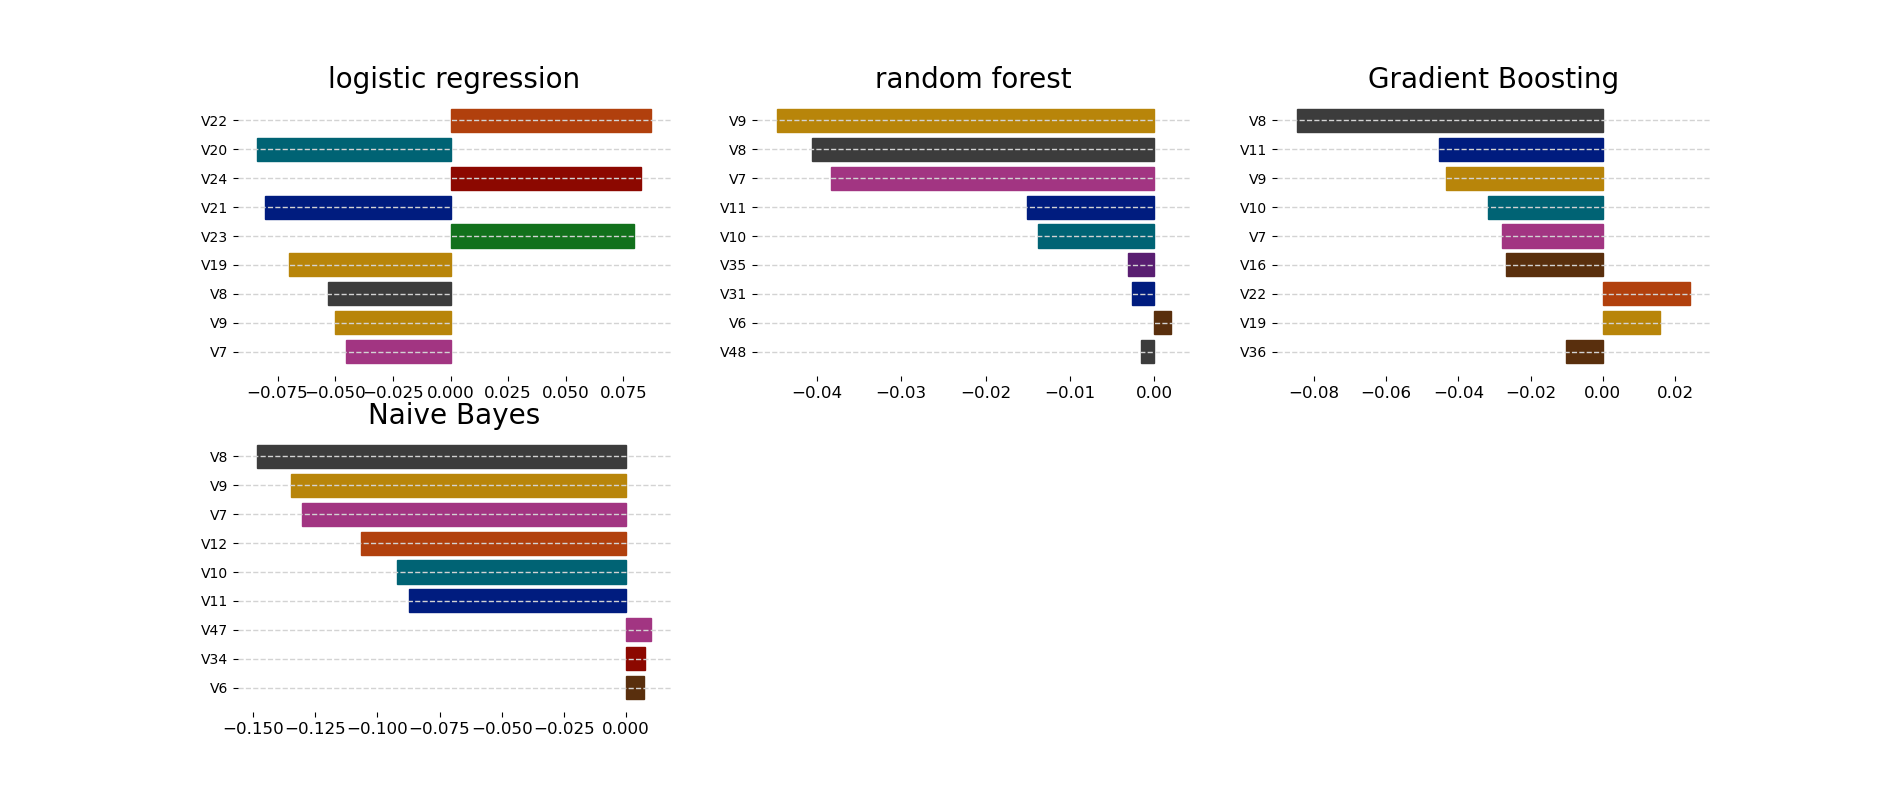 logistic regression
V22
V20
V24
V21
V23
V19
V8
V9
V7
−0.075 −0.050 −0.025 0.000 0.025 0.050 0.075
random forest
V9
V8
V7
V11
V10
V35
V31
V6
V48
−0.04 −0.03 −0.02 −0.01 0.00
Gradient Boosting
V8
V11
V9
V10
V7
V16
V22
V19
V36
−0.08 −0.06 −0.04 −0.02 0.00 0.02
Naive Bayes
V8
V9
V7
V12
V10
V11
V47
V34
V6
−0.150 −0.125 −0.100 −0.075 −0.050 −0.025 0.000